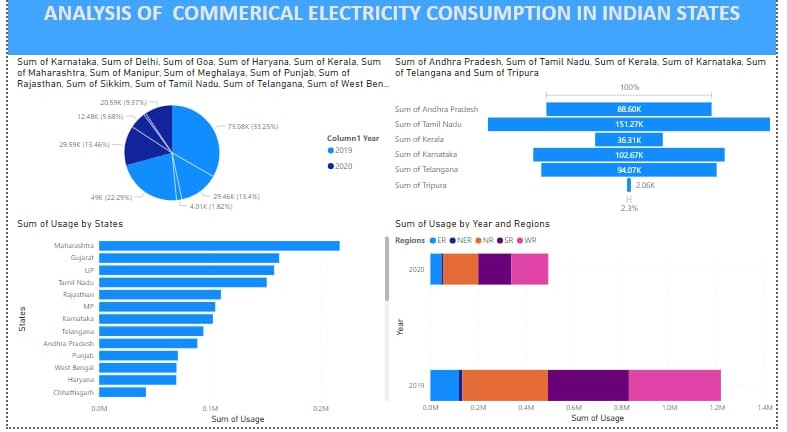 ANALYSIS OF COMMERICAL ELECTRICITY CONSUMPTION IN INDIAN STATES
Sum of Karnataka, Sum of Delhi, Sum of Goa, Sum of Haryana, Sum of Kerala, Sum
of Maharashtra, Sum of Manipur, Sum of Meghalaya, Sum of Punjab, Sum of
Rajasthan, Sum of Sikkim, Sum of Tamil Nadu, Sum of Telangana, Sum of West Ben...
20.59K (9.37%)
12.48K (5.68%)
29.59K (13.46%)
49K (22.29%)
73.08K (33.25%)
29.46K (13.4%)
4.01K (1.82%)
Column1 Year
2019
2020
Sum of Andhra Pradesh, Sum of Tamil Nadu, Sum of Kerala, Sum of Karnataka, Sum
of Telangana and Sum of Tripura
100%
Sum of Andhra Pradesh 88.60K
Sum of Tamil Nadu 151.27K
Sum of Kerala 36.31K
Sum of Karnataka 102.67K
Sum of Telangana 94.07K
Sum of Tripura 2.06K
2.3%
Sum of Usage by States
States
Maharashtra
Gujarat
UP
Tamil Nadu
Rajasthan
MP
Karnataka
Telangana
Andhra Pradesh
Punjab
West Bengal
Haryana
Chhattisgarh
0.0M 0.1M 0.2M
Sum of Usage
Sum of Usage by Year and Regions
Regions ER NER NR SR WR
Year
2020
2019
0.0M 0.2M 0.4M 0.6M 0.8M 1.0M 1.2M 1.4M
Sum of Usage